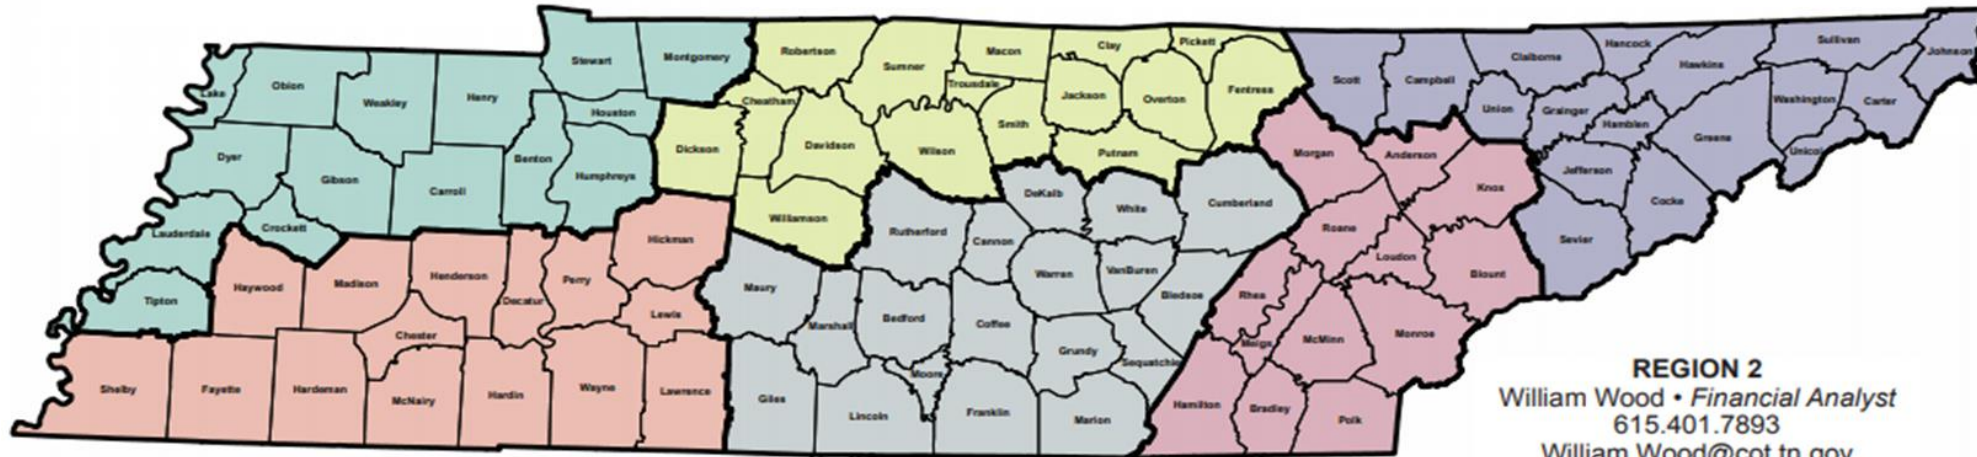 Lake
Obion
Weakley
Henry
Stewart
Montgomery
Houston
Dyer
Gibson
Carroll
Benton
Humphreys
Lauderdale
Crockett
Tipton
Robertson
Sumner
Macon
Clay
Pickett
Trousdale
Cheatham
Jackson
Overton
Fentress
Dickson
Davidson
Wilson
Smith
Putnam
Williamson
Scott
Campbell
Claiborne
Hancock
Hawkins
Sullivan
Johnson
Union
Grainger
Hamblen
Greene
Washington
Carter
Unicoi
Jefferson
Cocke
Sevier
Haywood
Madison
Henderson
Decatur
Perry
Hickman
Lewis
Chester
Shelby
Fayette
Hardeman
McNairy
Hardin
Wayne
Lawrence
Rutherford
Cannon
DeKalb
White
Cumberland
Warren
VanBuren
Bledsoe
Maury
Marshall
Bedford
Coffee
Grundy
Sequatchie
Moore
Giles
Lincoln
Franklin
Marion
Morgan
Anderson
Knox
Roane
Loudon
Blount
Rhea
Meigs
McMinn
Monroe
Hamilton
Bradley
Polk
REGION 2
William Wood • Financial Analyst
615.401.7893
William.Wood@cot.tn.gov